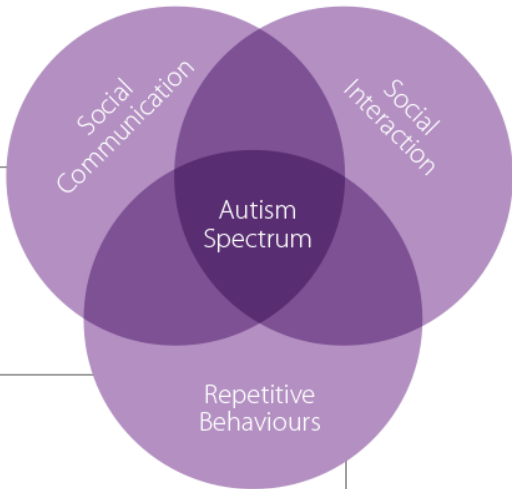 Social
Communication
Social
Interaction
Autism
Spectrum
Repetitive
Behaviours